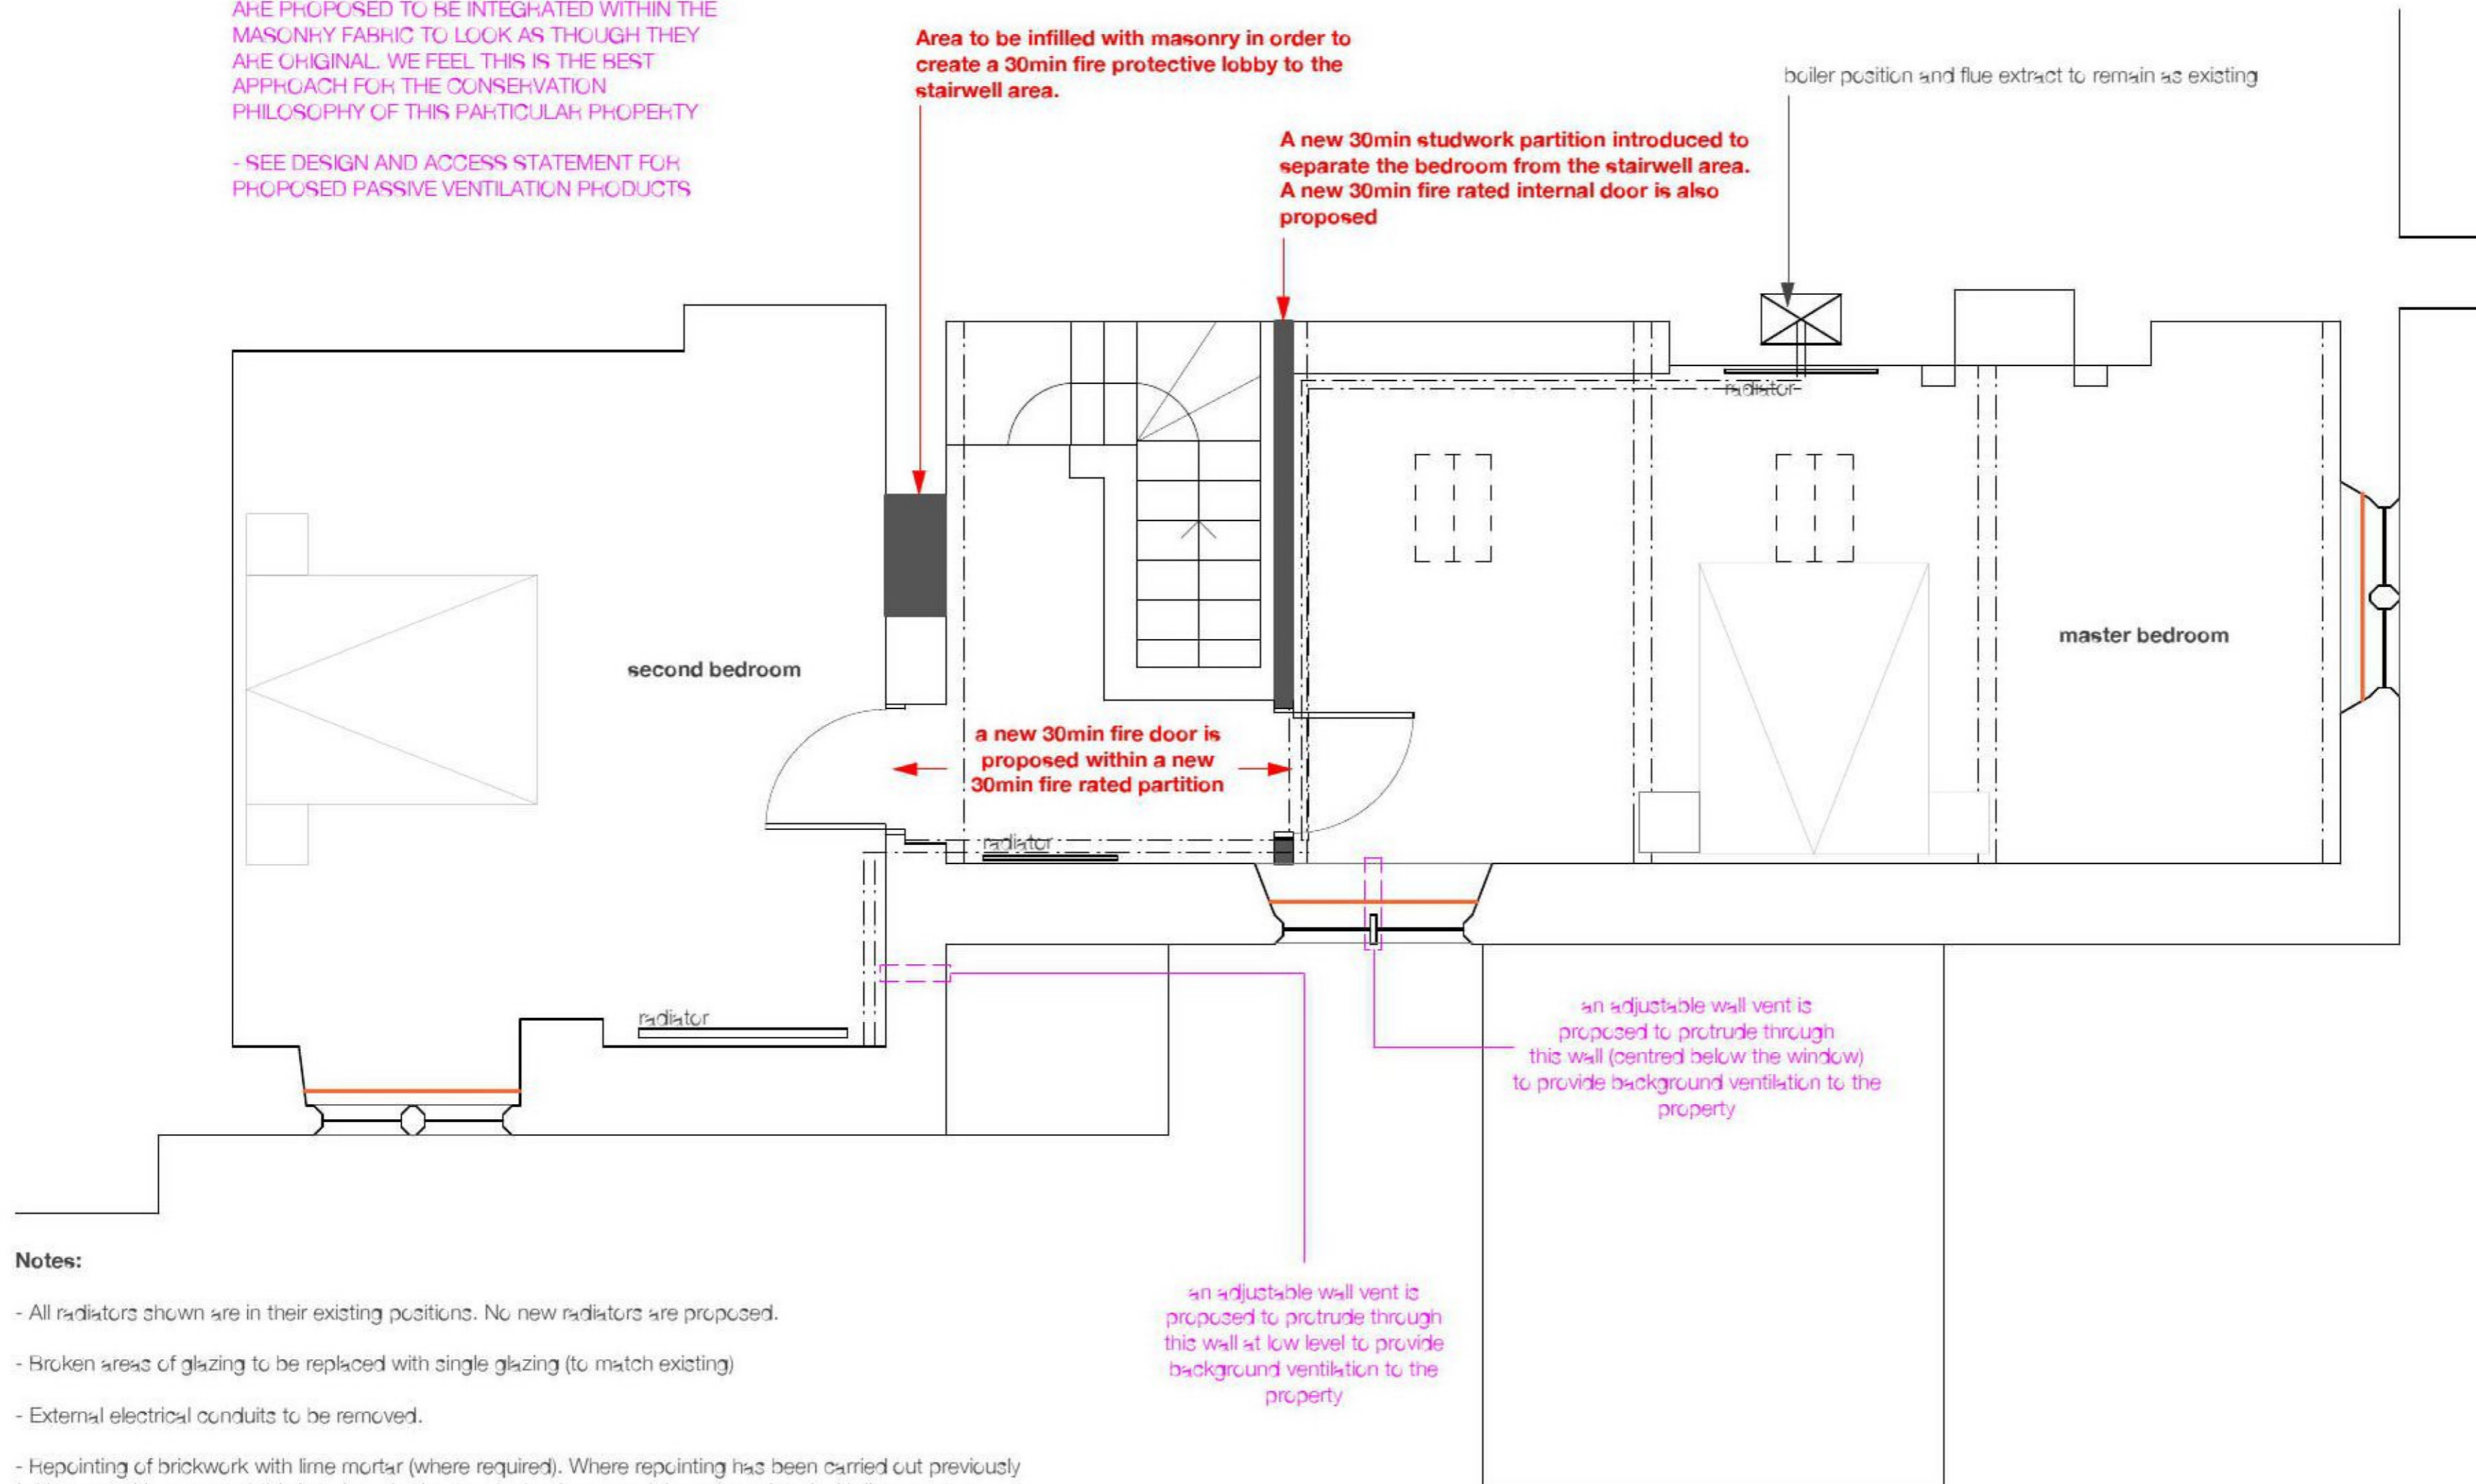 ARE PROPOSED TO BE INTEGRATED WITHIN THE
MASONRY FABRIC TO LOOK AS THOUGH THEY
ARE ORIGINAL. WE FEEL THIS IS THE BEST
APPROACH FOR THE CONSERVATION
PHILOSOPHY OF THIS PARTICULAR PROPERTY
- SEE DESIGN AND ACCESS STATEMENT FOR
PROPOSED PASSIVE VENTILATION PRODUCTS
Area to be infilled with masonry in order to
create a 30min fire protective lobby to the
stairwell area.
A new 30min studwork partition introduced to
separate the bedroom from the stairwell area.
A new 30min fire rated internal door is also
proposed
boiler position and flue extract to remain as existing
radiator
master bedroom
second bedroom
a new 30min fire door is
proposed within a new
30min fire rated partition
radiator
radiator
an adjustable wall vent is
proposed to protrude through
this wall (centred below the window)
to provide background ventilation to the
property
an adjustable wall vent is
proposed to protrude through
this wall at low level to provide
background ventilation to the
property
Notes:
- All radiators shown are in their existing positions. No new radiators are proposed.
- Broken areas of glazing to be replaced with single glazing (to match existing)
- External electrical conduits to be removed.
- Repointing of brickwork with lime mortar (where required). Where repointing has been carried out previously